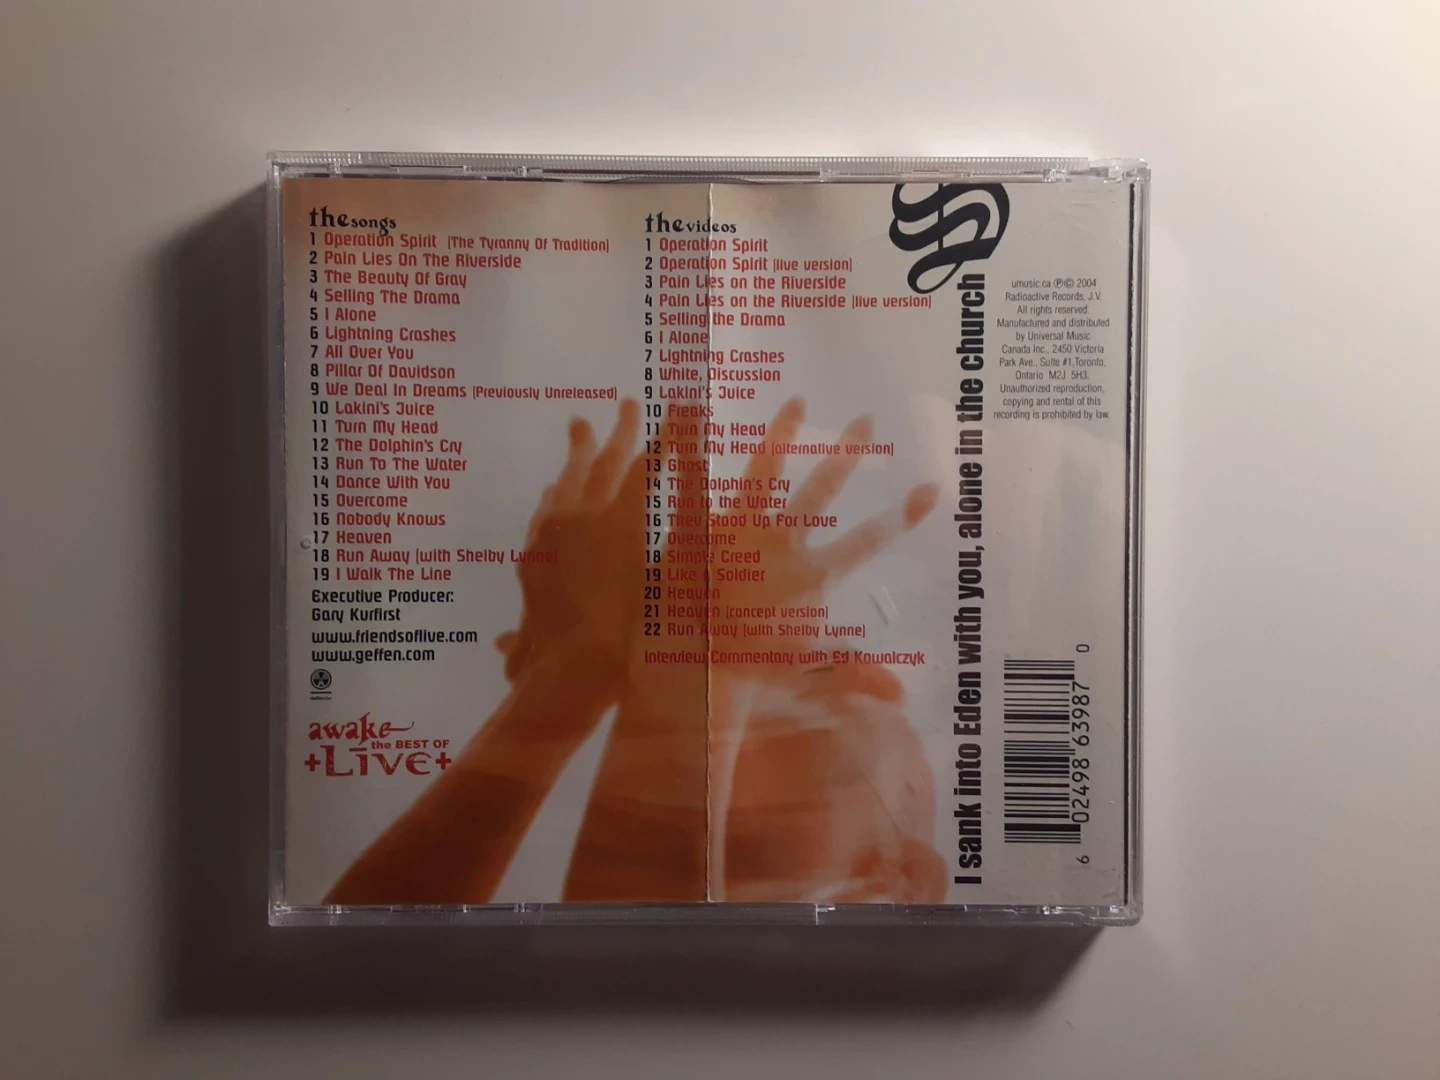 the songs
1 Operation Spirit (The Tyranny Of Tradition)
2 Pain Lies On The Riverside
3 The Beauty Of Gray
4 Selling The Drama
5 I Alone
6 Lightning Crashes
7 All Over You
8 Pillar Of Davidson
9 We Deal In Dreams (Previously Unreleased)
10 Lakini's Juice
11 Turn My Head
12 The Dolphin's Cry
13 Run To The Water
14 Dance With You
15 Overcome
16 Nobody Knows
17 Heaven
18 Run Away (with Shelby Lynne)
19 I Walk The Line
Executive Producer:
Gary Kurfirst
www.friendsoflive.com
www.geffen.com
awake
the BEST OF
+Live+
the videos
1 Operation Spirit
2 Operation Spirit (live version)
3 Pain Lies on the Riverside
4 Pain Lies on the Riverside (live version)
5 Selling the Drama
6 I Alone
7 Lightning Crashes
8 White, Discussion
9 Lakini's Juice
10 Freaks
11 Turn My Head
12 Turn My Head (alternative version)
13 Ghost
14 The Dolphin's Cry
15 Run to the Water
16 They Stood Up For Love
17 Overcome
18 Simple Creed
19 Like a Soldier
20 Heaven
21 Heaven (concept version)
22 Run Away (with Shelby Lynne)
Interview Commentary with Ed Kowalczyk
I sank into Eden with you, alone in the church
umusic.ca ℗© 2004
Radioactive Records, J.V.
All rights reserved.
Manufactured and distributed
by Universal Music
Canada Inc., 2450 Victoria
Park Ave., Suite #1, Toronto,
Ontario M2J 5H3.
Unauthorized reproduction,
copying and rental of this
recording is prohibited by law.
6 02498 63987 0